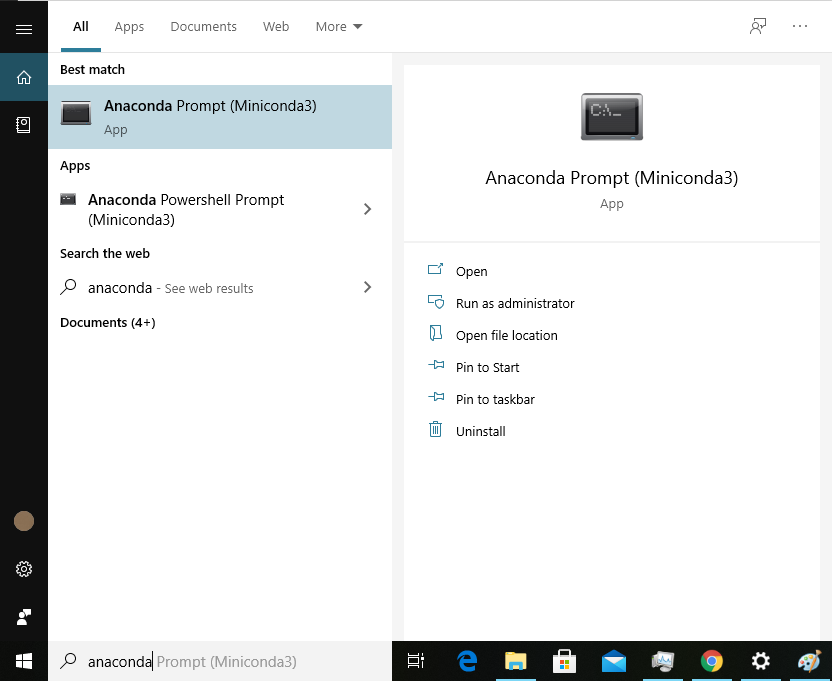 All Apps Documents Web More
Best match
Anaconda Prompt (Miniconda3)
App
Apps
Anaconda Powershell Prompt
(Miniconda3)
Search the web
anaconda - See web results
Documents (4+)
Anaconda Prompt (Miniconda3)
App
Open
Run as administrator
Open file location
Pin to Start
Pin to taskbar
Uninstall
anaconda Prompt (Miniconda3)